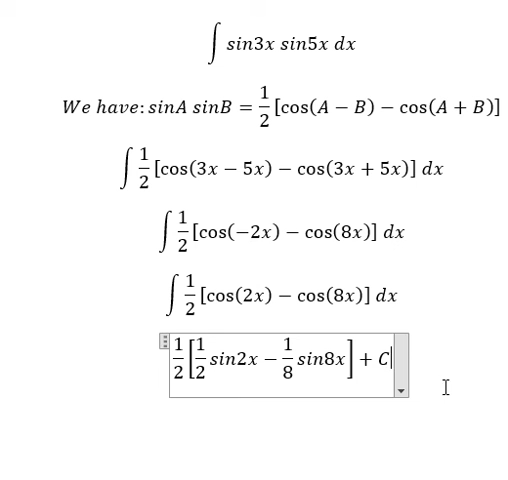 ∫ sin3x sin5x dx
We have: sinA sinB = 1/2 [cos(A − B) − cos(A + B)]
∫ 1/2 [cos(3x − 5x) − cos(3x + 5x)] dx
∫ 1/2 [cos(−2x) − cos(8x)] dx
∫ 1/2 [cos(2x) − cos(8x)] dx
1/2 [1/2 sin2x − 1/8 sin8x] + C